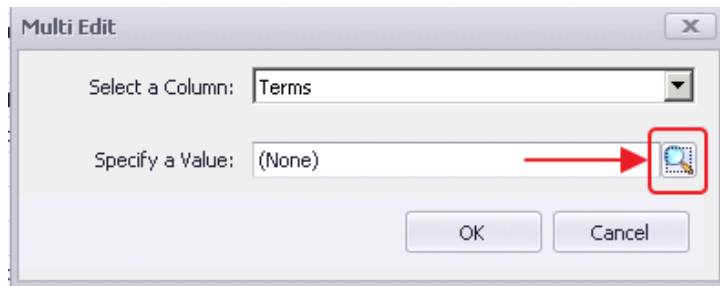 Multi Edit
Select a Column: Terms
Specify a Value: (None)
OK Cancel